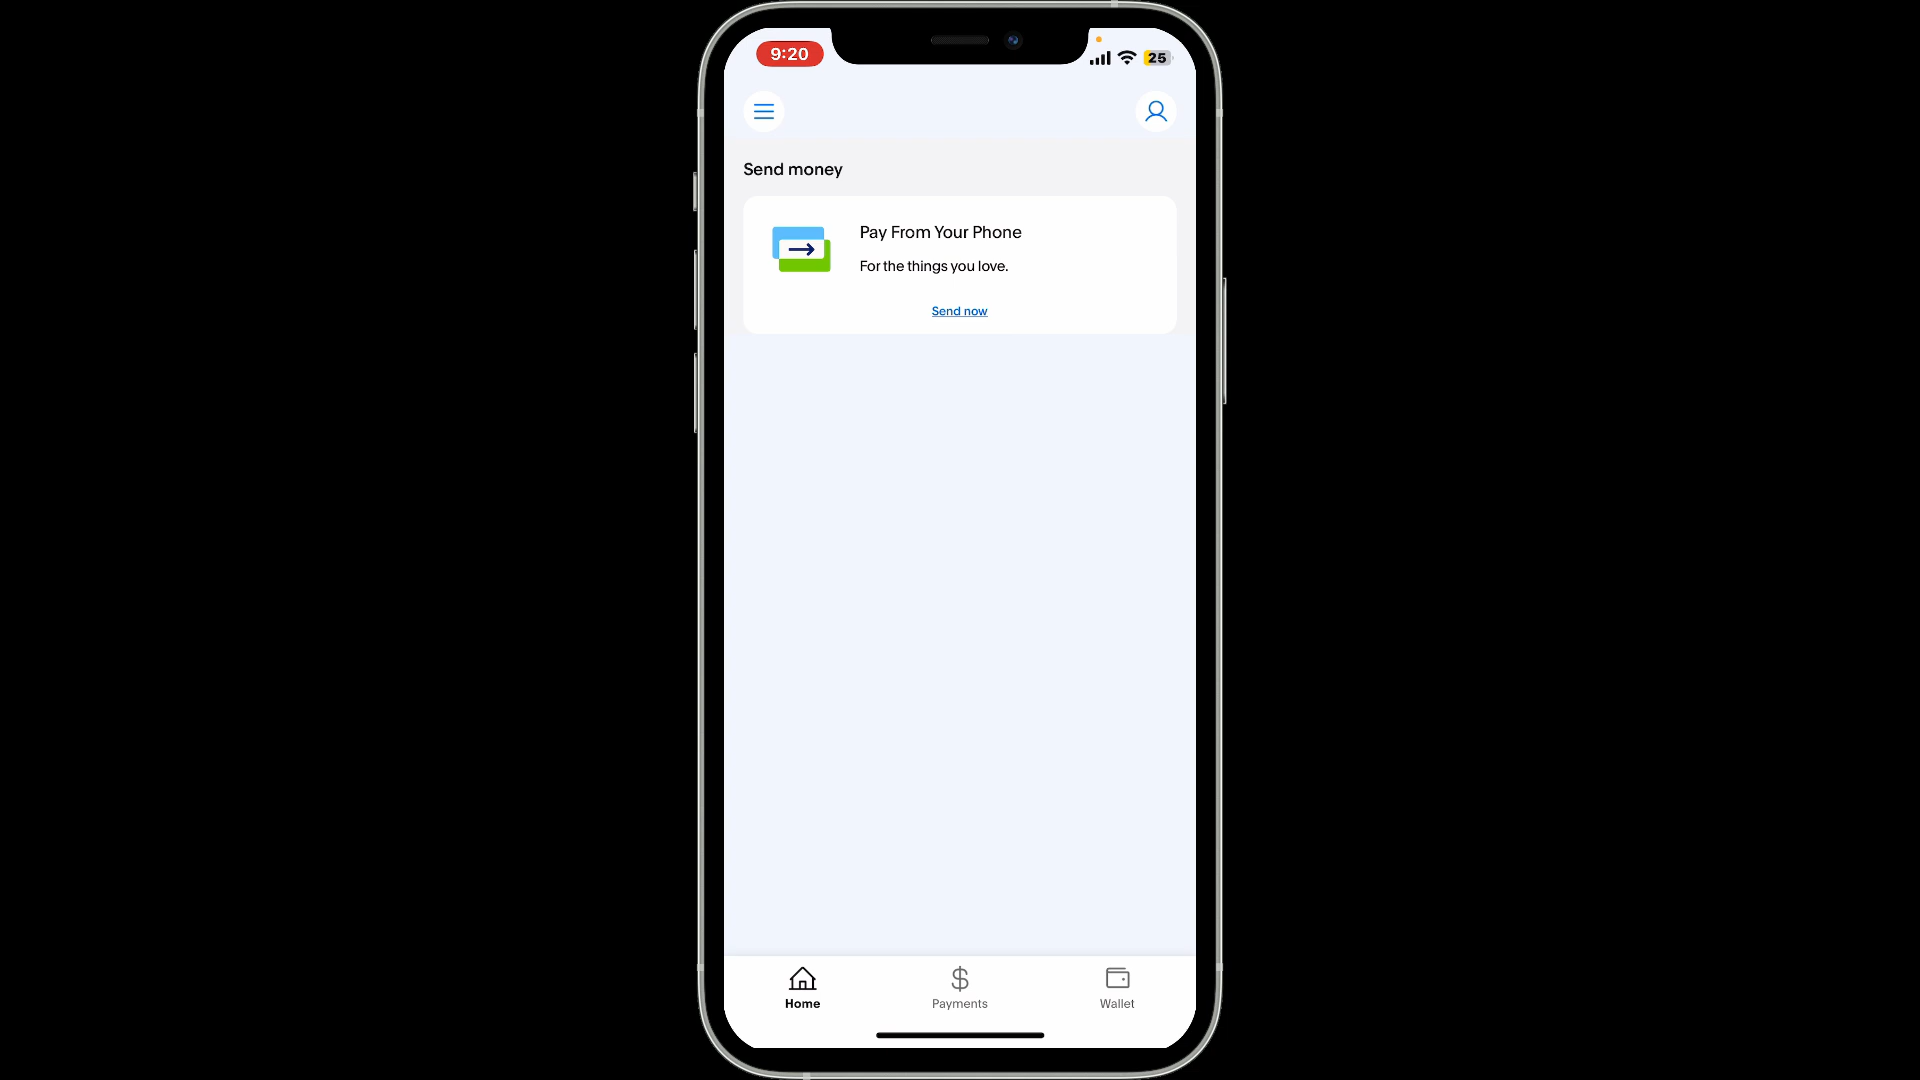 9:20
25
Send money
Pay From Your Phone
For the things you love.
Send now
Home
Payments
Wallet